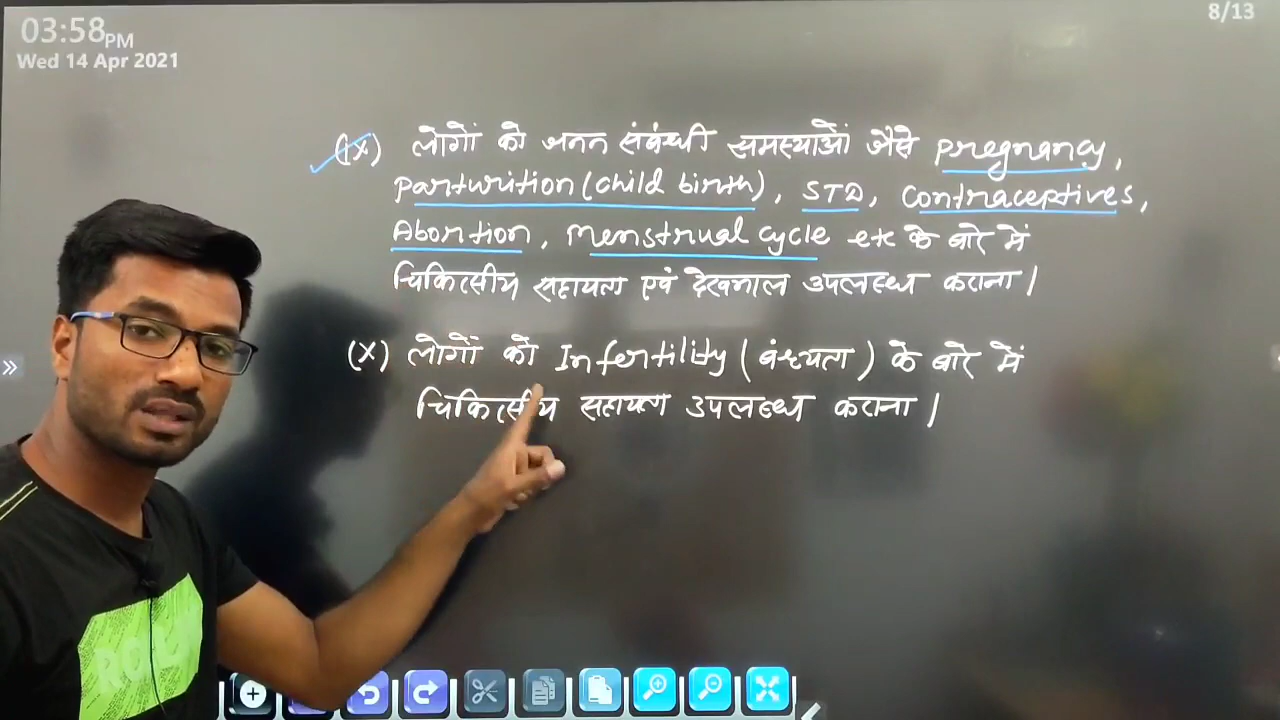 03:58PM
Wed 14 Apr 2021
8/13
(ix) लोगों को जनन संबंधी समस्याओं जैसे pregnancy,
parturition (child birth), STD, contraceptives,
Abortion, Menstrual cycle etc के बारे में
चिकित्सीय सहायता एवं देखभाल उपलब्ध कराना।
(X) लोगों को Infertility (बंध्यता) के बारे में
चिकित्सीय सहायता उपलब्ध कराना।